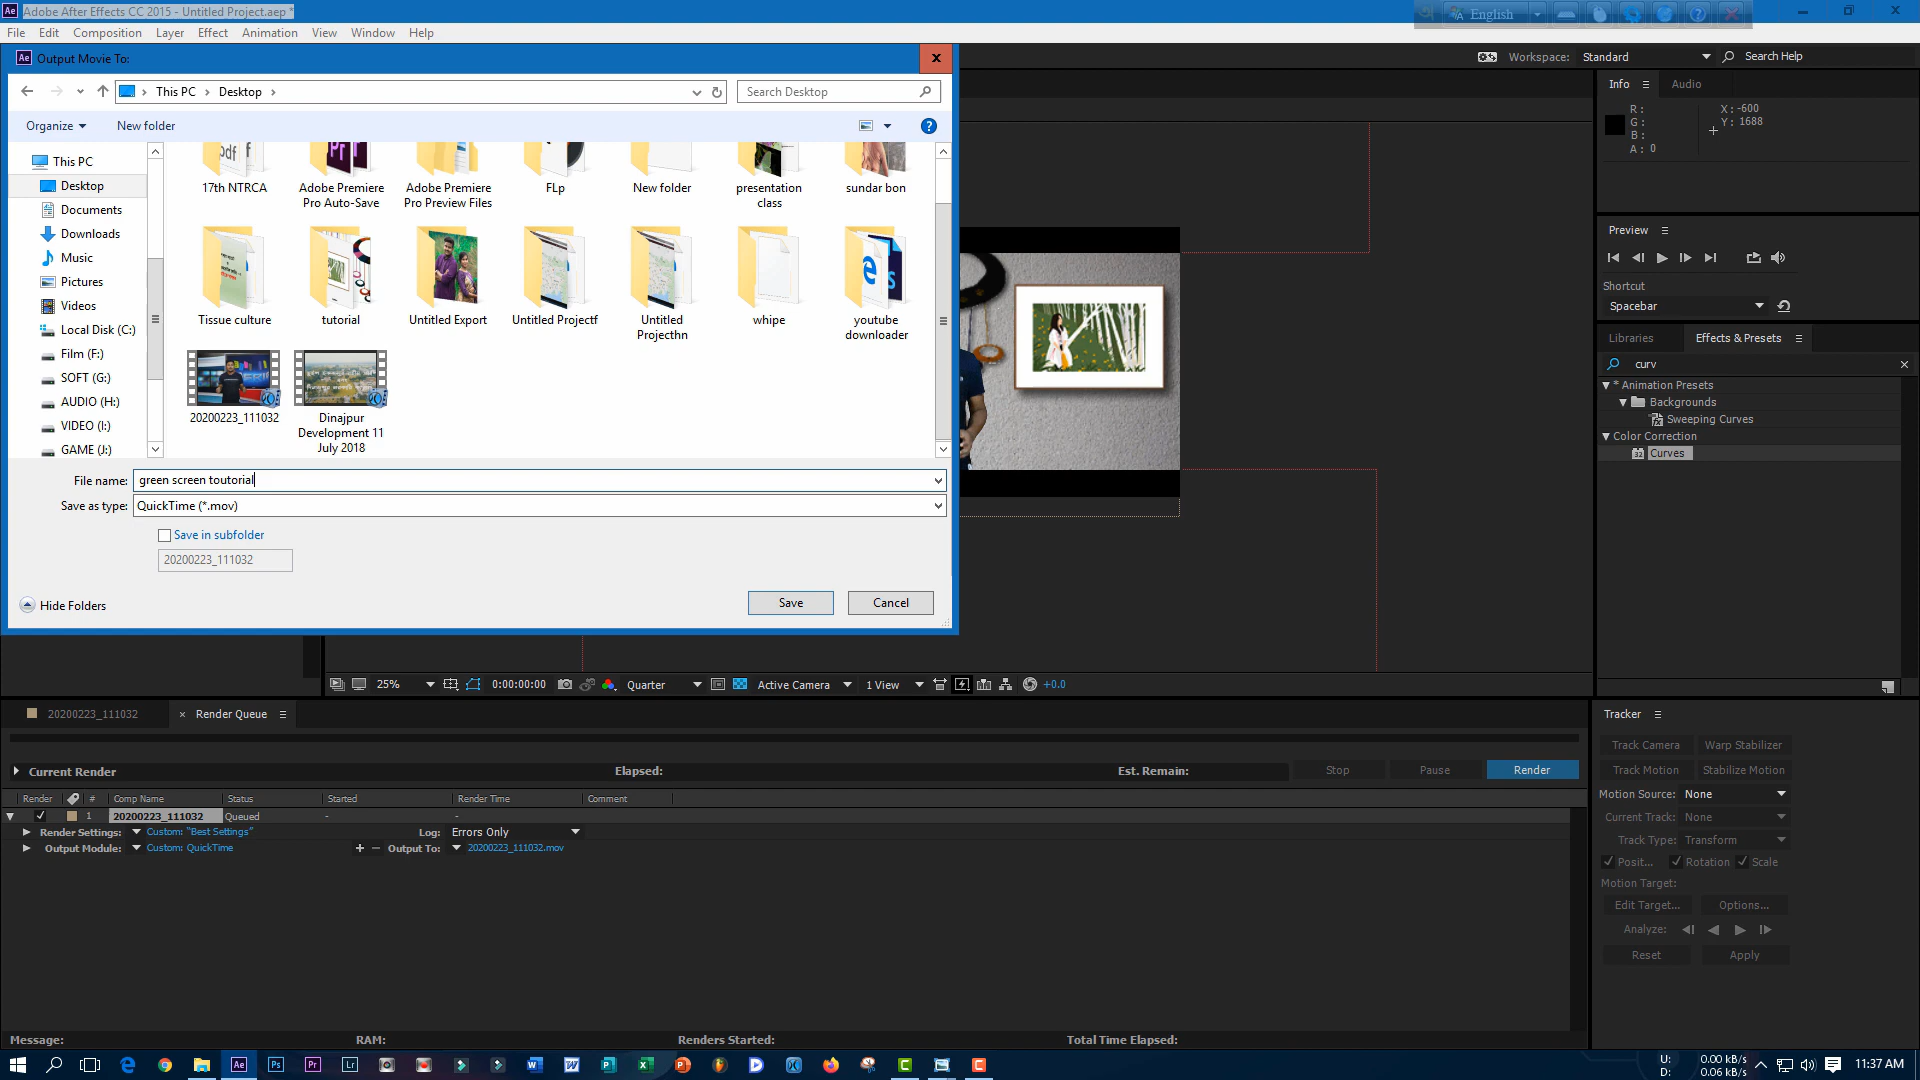 Adobe After Effects CC 2015 - Untitled Project.aep *
English
File Edit Composition Layer Effect Animation View Window Help
Output Movie To:
Workspace: Standard Search Help
This PC Desktop
Search Desktop
Organize New folder
This PC
Desktop
Documents
Downloads
Music
Pictures
Videos
Local Disk (C:)
Film (F:)
SOFT (G:)
AUDIO (H:)
VIDEO (I:)
GAME (J:)
17th NTRCA
Adobe Premiere
Pro Auto-Save
Adobe Premiere
Pro Preview Files
FLp
New folder
presentation
class
sundar bon
Tissue culture
tutorial
Untitled Export
Untitled Projectf
Untitled
Projecthn
whipe
youtube
downloader
20200223_111032
Dinajpur
Development 11
July 2018
File name: green screen toutorial
Save as type: QuickTime (*.mov)
Save in subfolder
20200223_111032
Hide Folders
Save Cancel
Info Audio
R:
G:
B:
A: 0
X: -600
Y: 1688
Preview
Shortcut
Spacebar
Libraries Effects & Presets
curv
* Animation Presets
Backgrounds
Sweeping Curves
Color Correction
Curves
25% 0:00:00:00 Quarter Active Camera 1 View +0.0
20200223_111032 × Render Queue
Current Render Elapsed: Est. Remain: Stop Pause Render
Render # Comp Name Status Started Render Time Comment
1 20200223_111032 Queued - -
Render Settings: Custom: "Best Settings" Log: Errors Only
Output Module: Custom: QuickTime + – Output To: 20200223_111032.mov
Tracker
Track Camera Warp Stabilizer
Track Motion Stabilize Motion
Motion Source: None
Current Track: None
Track Type: Transform
Posit... Rotation Scale
Motion Target:
Edit Target... Options...
Analyze:
Reset Apply
Message: RAM: Renders Started: Total Time Elapsed:
U: 0.00 kB/s
D: 0.06 kB/s
11:37 AM